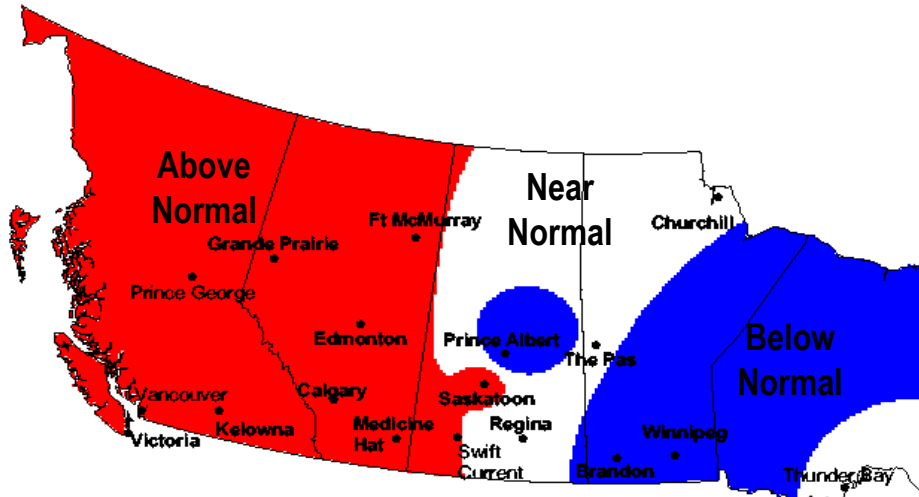 Above
Normal
Near
Normal
Ft McMurray
Churchill
Grande Prairie
Prince George
Edmonton
Prince Albert
The Pas
Below
Normal
Vancouver
Calgary
Saskatoon
Kelowna
Victoria
Medicine
Hat
Regina
Swift
Current
Winnipeg
Brandon
Thunder Bay